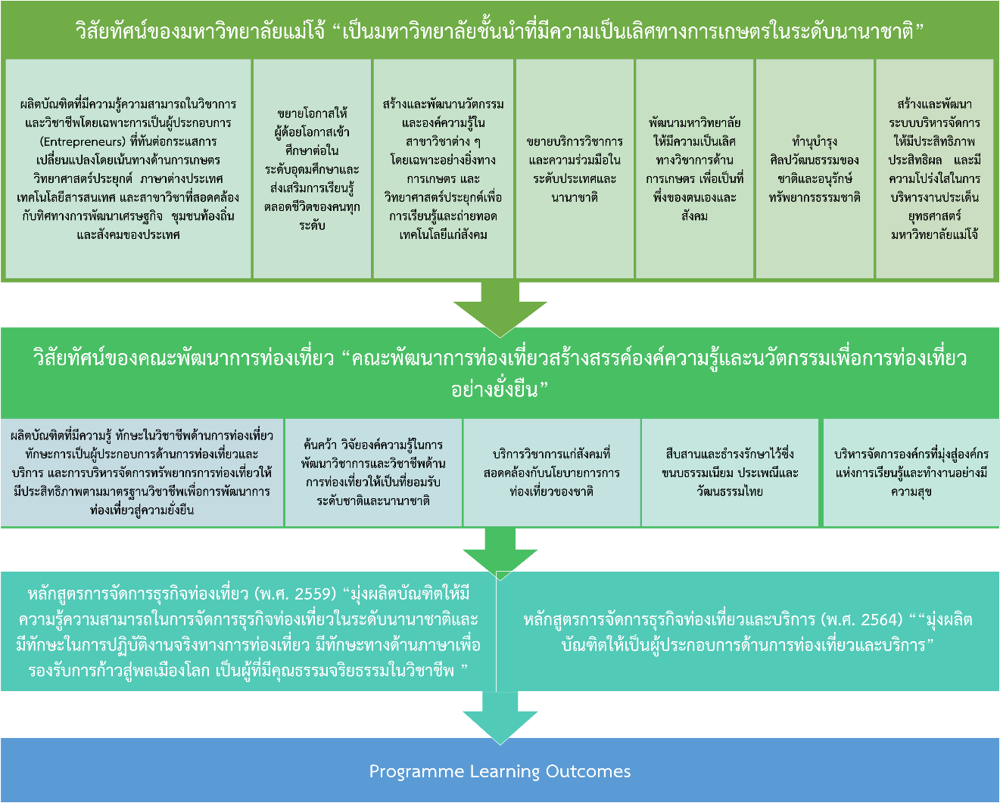 วิสัยทัศน์ของมหาวิทยาลัยแม่โจ้ “เป็นมหาวิทยาลัยชั้นนำที่มีความเป็นเลิศทางการเกษตรในระดับนานาชาติ”
ผลิตบัณฑิตที่มีความรู้ความสามารถในวิชาการ
และวิชาชีพโดยเฉพาะการเป็นผู้ประกอบการ
(Entrepreneurs) ที่ทันต่อกระแสการ
เปลี่ยนแปลงโดยเน้นทางด้านการเกษตร
วิทยาศาสตร์ประยุกต์ ภาษาต่างประเทศ
เทคโนโลยีสารสนเทศ และสาขาวิชาที่สอดคล้อง
กับทิศทางการพัฒนาเศรษฐกิจ ชุมชนท้องถิ่น
และสังคมของประเทศ
ขยายโอกาสให้
ผู้ด้อยโอกาสเข้า
ศึกษาต่อใน
ระดับอุดมศึกษาและ
ส่งเสริมการเรียนรู้
ตลอดชีวิตของคนทุก
ระดับ
สร้างและพัฒนานวัตกรรม
และองค์ความรู้ใน
สาขาวิชาต่าง ๆ
โดยเฉพาะอย่างยิ่งทาง
การเกษตร และ
วิทยาศาสตร์ประยุกต์เพื่อ
การเรียนรู้และถ่ายทอด
เทคโนโลยีแก่สังคม
ขยายบริการวิชาการ
และความร่วมมือใน
ระดับประเทศและ
นานาชาติ
พัฒนามหาวิทยาลัย
ให้มีความเป็นเลิศ
ทางวิชาการด้าน
การเกษตร เพื่อเป็นที่
พึ่งของตนเองและ
สังคม
ทำนุบำรุง
ศิลปวัฒนธรรมของ
ชาติและอนุรักษ์
ทรัพยากรธรรมชาติ
สร้างและพัฒนา
ระบบบริหารจัดการ
ให้มีประสิทธิภาพ
ประสิทธิผล และมี
ความโปร่งใสในการ
บริหารงานประเด็น
ยุทธศาสตร์
มหาวิทยาลัยแม่โจ้
วิสัยทัศน์ของคณะพัฒนาการท่องเที่ยว “คณะพัฒนาการท่องเที่ยวสร้างสรรค์องค์ความรู้และนวัตกรรมเพื่อการท่องเที่ยว
อย่างยั่งยืน”
ผลิตบัณฑิตที่มีความรู้ ทักษะในวิชาชีพด้านการท่องเที่ยว
ทักษะการเป็นผู้ประกอบการด้านการท่องเที่ยวและ
บริการ และการบริหารจัดการทรัพยากรการท่องเที่ยวให้
มีประสิทธิภาพตามมาตรฐานวิชาชีพเพื่อการพัฒนาการ
ท่องเที่ยวสู่ความยั่งยืน
ค้นคว้า วิจัยองค์ความรู้ในการ
พัฒนาวิชาการและวิชาชีพด้าน
การท่องเที่ยวให้เป็นที่ยอมรับ
ระดับชาติและนานาชาติ
บริการวิชาการแก่สังคมที่
สอดคล้องกับนโยบายการการ
ท่องเที่ยวของชาติ
สืบสานและธำรงรักษาไว้ซึ่ง
ขนบธรรมเนียม ประเพณีและ
วัฒนธรรมไทย
บริหารจัดการองค์กรที่มุ่งสู่องค์กร
แห่งการเรียนรู้และทำงานอย่างมี
ความสุข
หลักสูตรการจัดการธุรกิจท่องเที่ยว (พ.ศ. 2559) “มุ่งผลิตบัณฑิตให้มี
ความรู้ความสามารถในการจัดการธุรกิจท่องเที่ยวในระดับนานาชาติและ
มีทักษะในการปฏิบัติงานจริงทางการท่องเที่ยว มีทักษะทางด้านภาษาเพื่อ
รองรับการก้าวสู่พลเมืองโลก เป็นผู้ที่มีคุณธรรมจริยธรรมในวิชาชีพ ”
หลักสูตรการจัดการธุรกิจท่องเที่ยวและบริการ (พ.ศ. 2564) ““มุ่งผลิต
บัณฑิตให้เป็นผู้ประกอบการด้านการท่องเที่ยวและบริการ”
Programme Learning Outcomes